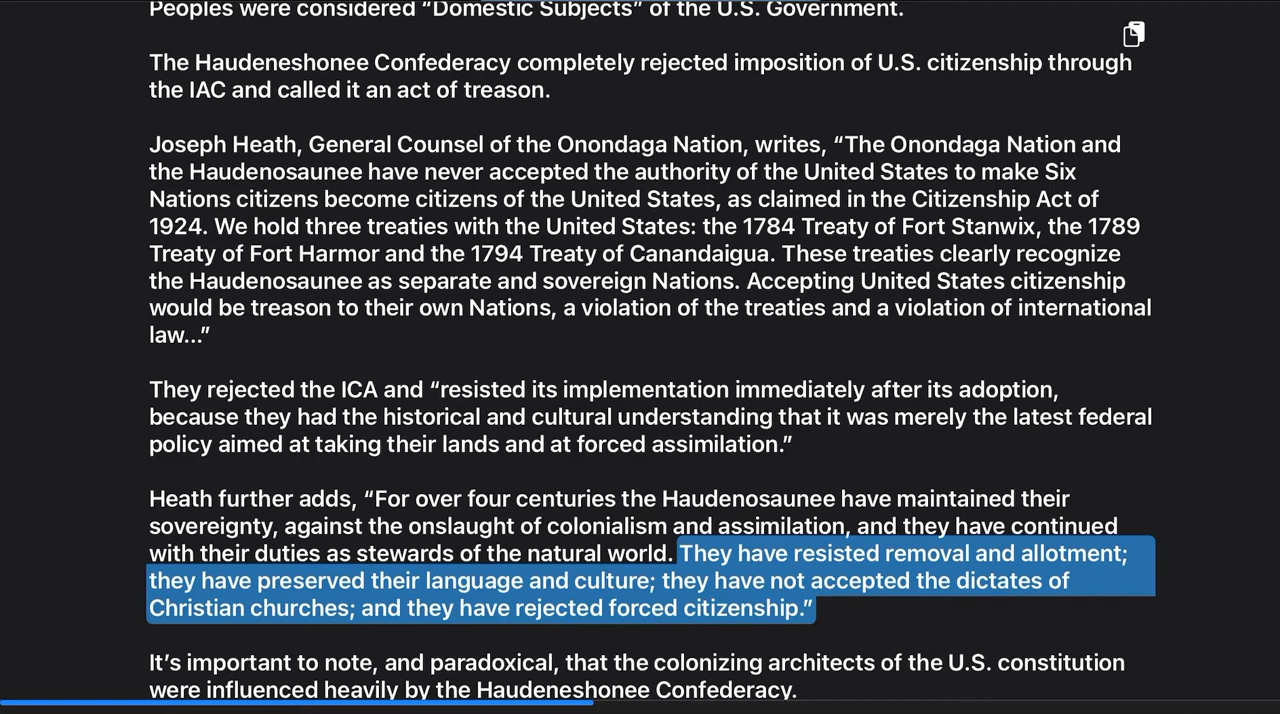 Peoples were considered “Domestic Subjects” of the U.S. Government.
The Haudeneshonee Confederacy completely rejected imposition of U.S. citizenship through
the IAC and called it an act of treason.
Joseph Heath, General Counsel of the Onondaga Nation, writes, “The Onondaga Nation and
the Haudenosaunee have never accepted the authority of the United States to make Six
Nations citizens become citizens of the United States, as claimed in the Citizenship Act of
1924. We hold three treaties with the United States: the 1784 Treaty of Fort Stanwix, the 1789
Treaty of Fort Harmor and the 1794 Treaty of Canandaigua. These treaties clearly recognize
the Haudenosaunee as separate and sovereign Nations. Accepting United States citizenship
would be treason to their own Nations, a violation of the treaties and a violation of international
law...”
They rejected the ICA and “resisted its implementation immediately after its adoption,
because they had the historical and cultural understanding that it was merely the latest federal
policy aimed at taking their lands and at forced assimilation.”
Heath further adds, “For over four centuries the Haudenosaunee have maintained their
sovereignty, against the onslaught of colonialism and assimilation, and they have continued
with their duties as stewards of the natural world. They have resisted removal and allotment;
they have preserved their language and culture; they have not accepted the dictates of
Christian churches; and they have rejected forced citizenship.”
It’s important to note, and paradoxical, that the colonizing architects of the U.S. constitution
were influenced heavily by the Haudeneshonee Confederacy.